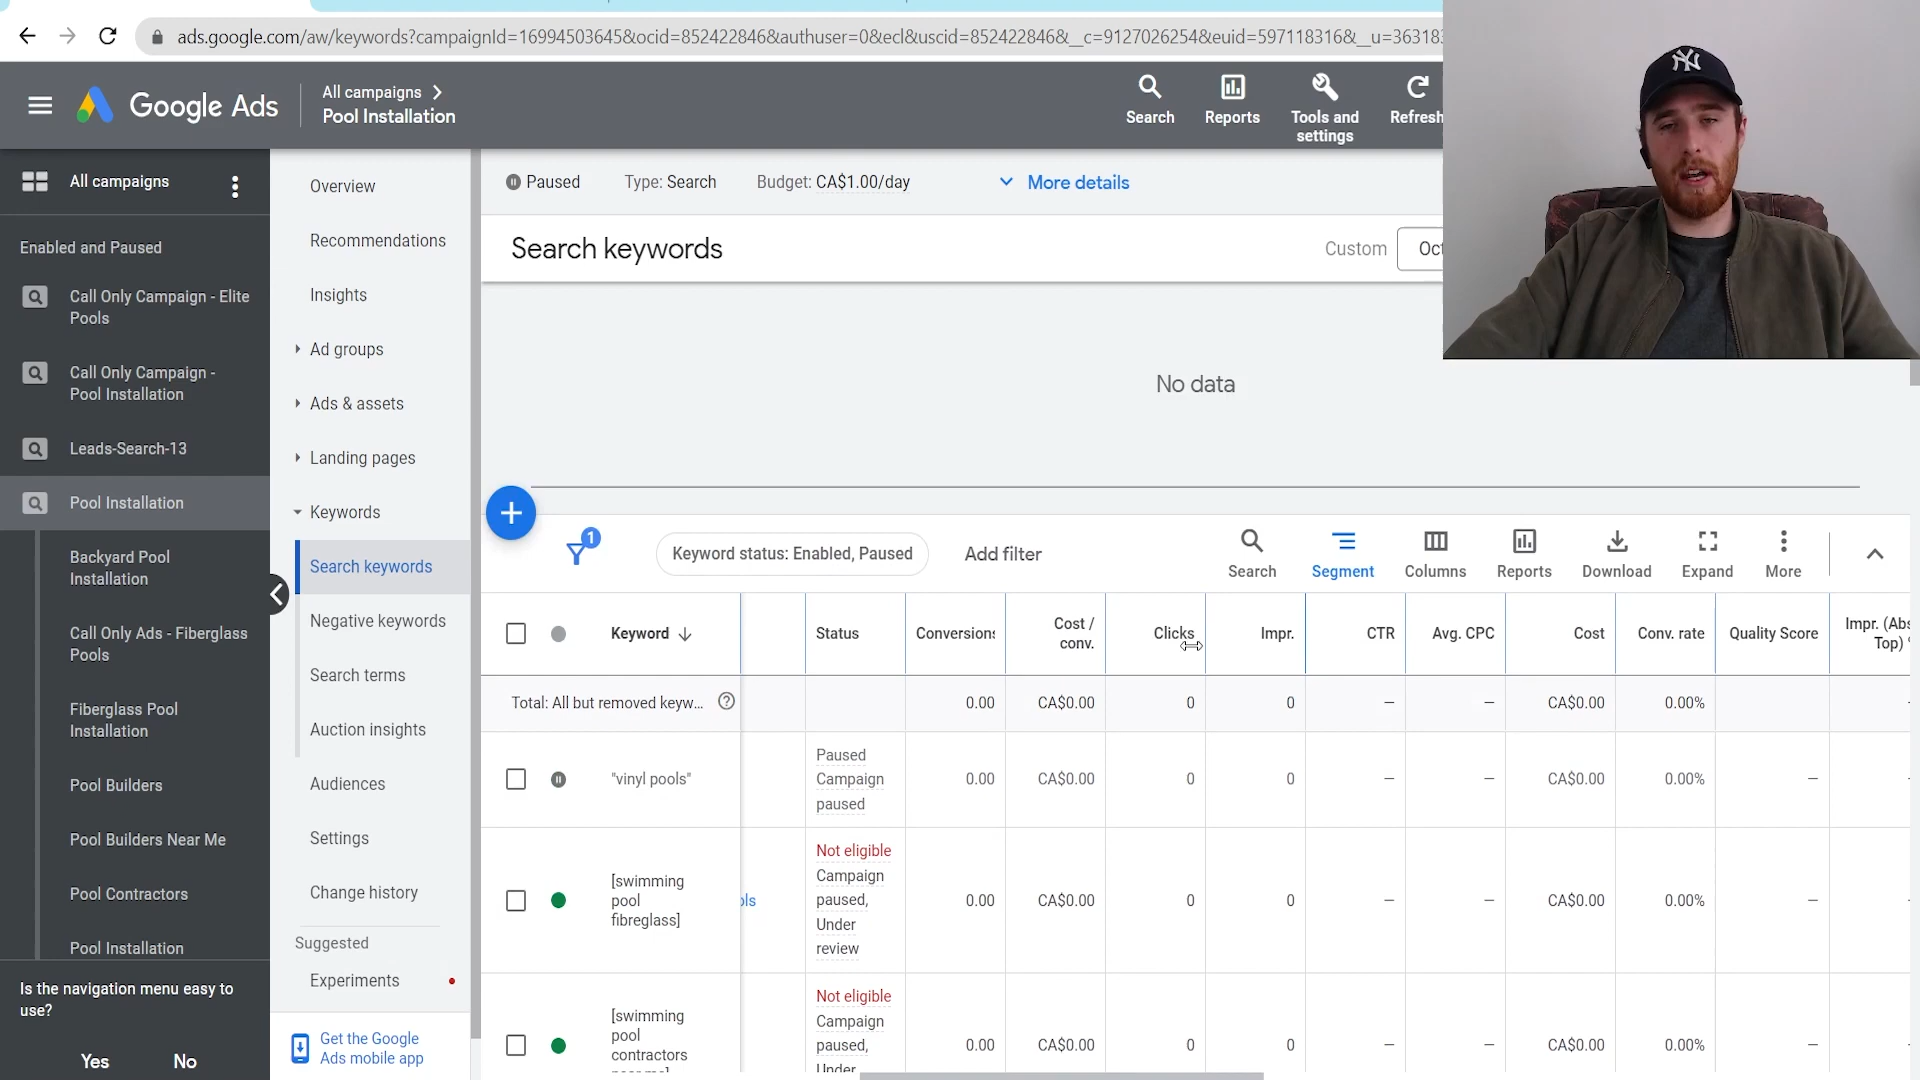 ads.google.com/aw/keywords?campaignId=16994503645&ocid=852422846&authuser=0&ecl&uscid=852422846&__c=9127026254&euid=597118316&__u=36318
Google Ads
All campaigns
Pool Installation
Search
Reports
Tools and
settings
Refresh
All campaigns
Enabled and Paused
Call Only Campaign - Elite
Pools
Call Only Campaign -
Pool Installation
Leads-Search-13
Pool Installation
Backyard Pool
Installation
Call Only Ads - Fiberglass
Pools
Fiberglass Pool
Installation
Pool Builders
Pool Builders Near Me
Pool Contractors
Pool Installation
Is the navigation menu easy to
use?
Yes No
Overview
Recommendations
Insights
Ad groups
Ads & assets
Landing pages
Keywords
Search keywords
Negative keywords
Search terms
Auction insights
Audiences
Settings
Change history
Suggested
Experiments
Get the Google
Ads mobile app
Paused Type: Search Budget: CA$1.00/day More details
Search keywords
Custom Oct
No data
1
Keyword status: Enabled, Paused
Add filter
Search
Segment
Columns
Reports
Download
Expand
More
Keyword Status Conversions Cost / conv. Clicks Impr. CTR Avg. CPC Cost Conv. rate Quality Score Impr. (Abs Top)
Total: All but removed keyw... 0.00 CA$0.00 0 0 – – CA$0.00 0.00%
"vinyl pools" Paused 0.00 CA$0.00 0 0 – – CA$0.00 0.00% –
Campaign
paused
[swimming
pool
fibreglass]
ols
Not eligible
Campaign
paused,
Under
review
0.00 CA$0.00 0 0 – – CA$0.00 0.00% –
[swimming
pool
contractors
Not eligible
Campaign
paused,
Under
0.00 CA$0.00 0 0 – – CA$0.00 0.00% –
NY